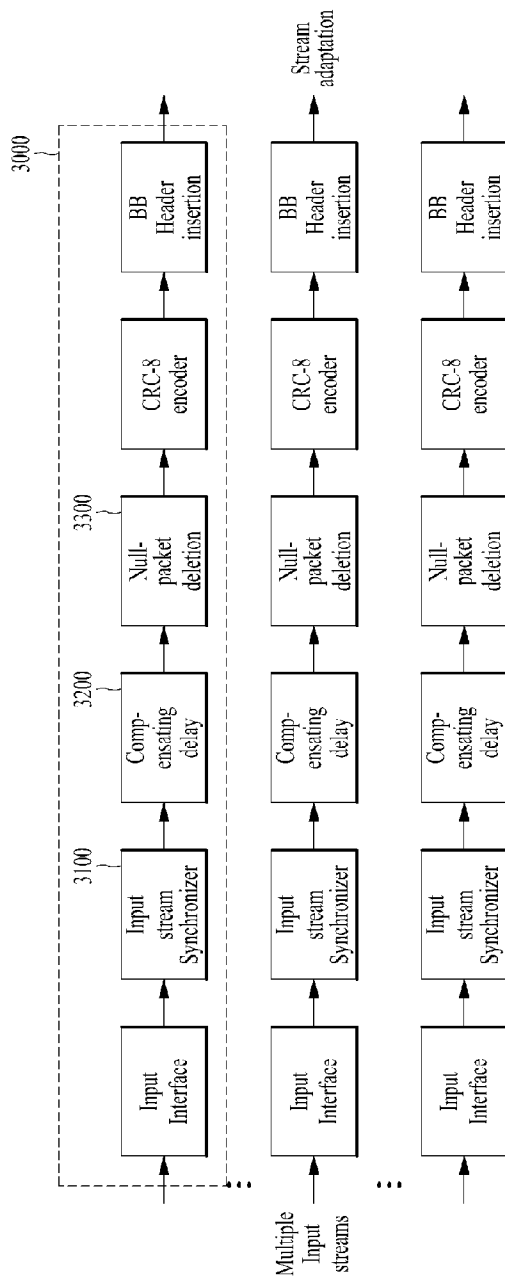 3000
Input
Interface
3100
Input
stream
Synchronizer
3200
Comp-
ensating
delay
3300
Null-
packet
deletion
CRC-8
encoder
BB
Header
insertion
Multiple
Input
streams
Input
Interface
Input
stream
Synchronizer
Comp-
ensating
delay
Null-
packet
deletion
CRC-8
encoder
BB
Header
insertion
Stream
adaptation
Input
Interface
Input
stream
Synchronizer
Comp-
ensating
delay
Null-
packet
deletion
CRC-8
encoder
BB
Header
insertion